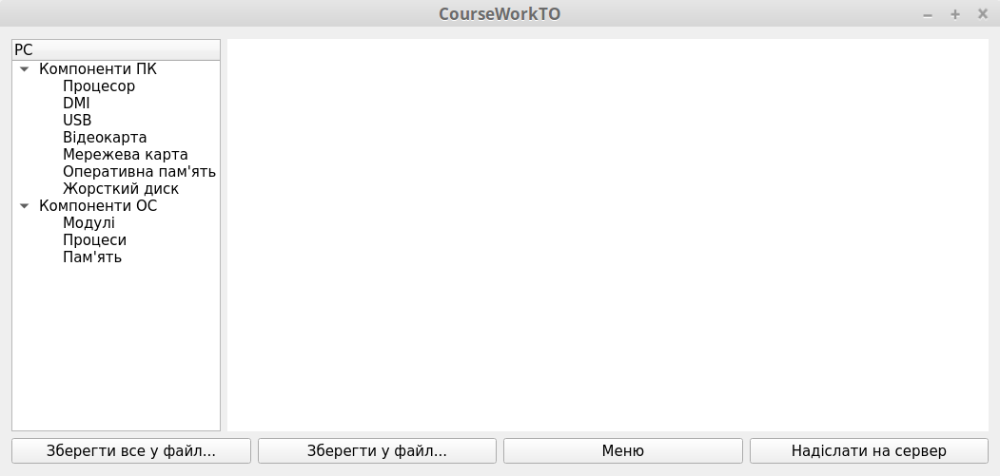 CourseWorkTO
PC
Компоненти ПК
Процесор
DMI
USB
Відеокарта
Мережева карта
Оперативна пам'ять
Жорсткий диск
Компоненти ОС
Модулі
Процеси
Пам'ять
Зберегти все у файл...
Зберегти у файл...
Меню
Надіслати на сервер